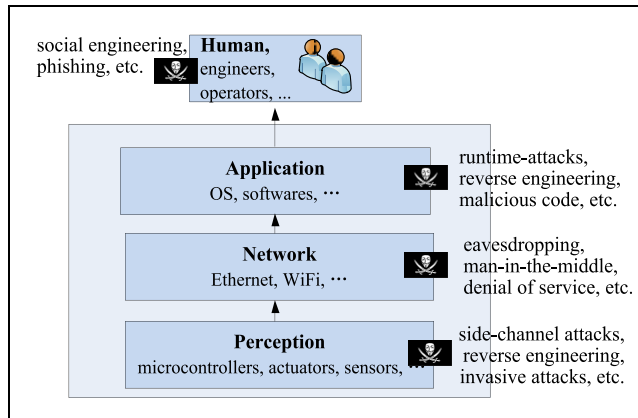 social engineering,
phishing, etc.
Human,
engineers,
operators, ...
Application
OS, softwares, ···
runtime-attacks,
reverse engineering,
malicious code, etc.
Network
Ethernet, WiFi, ···
eavesdropping,
man-in-the-middle,
denial of service, etc.
Perception
microcontrollers, actuators, sensors, ···
side-channel attacks,
reverse engineering,
invasive attacks, etc.